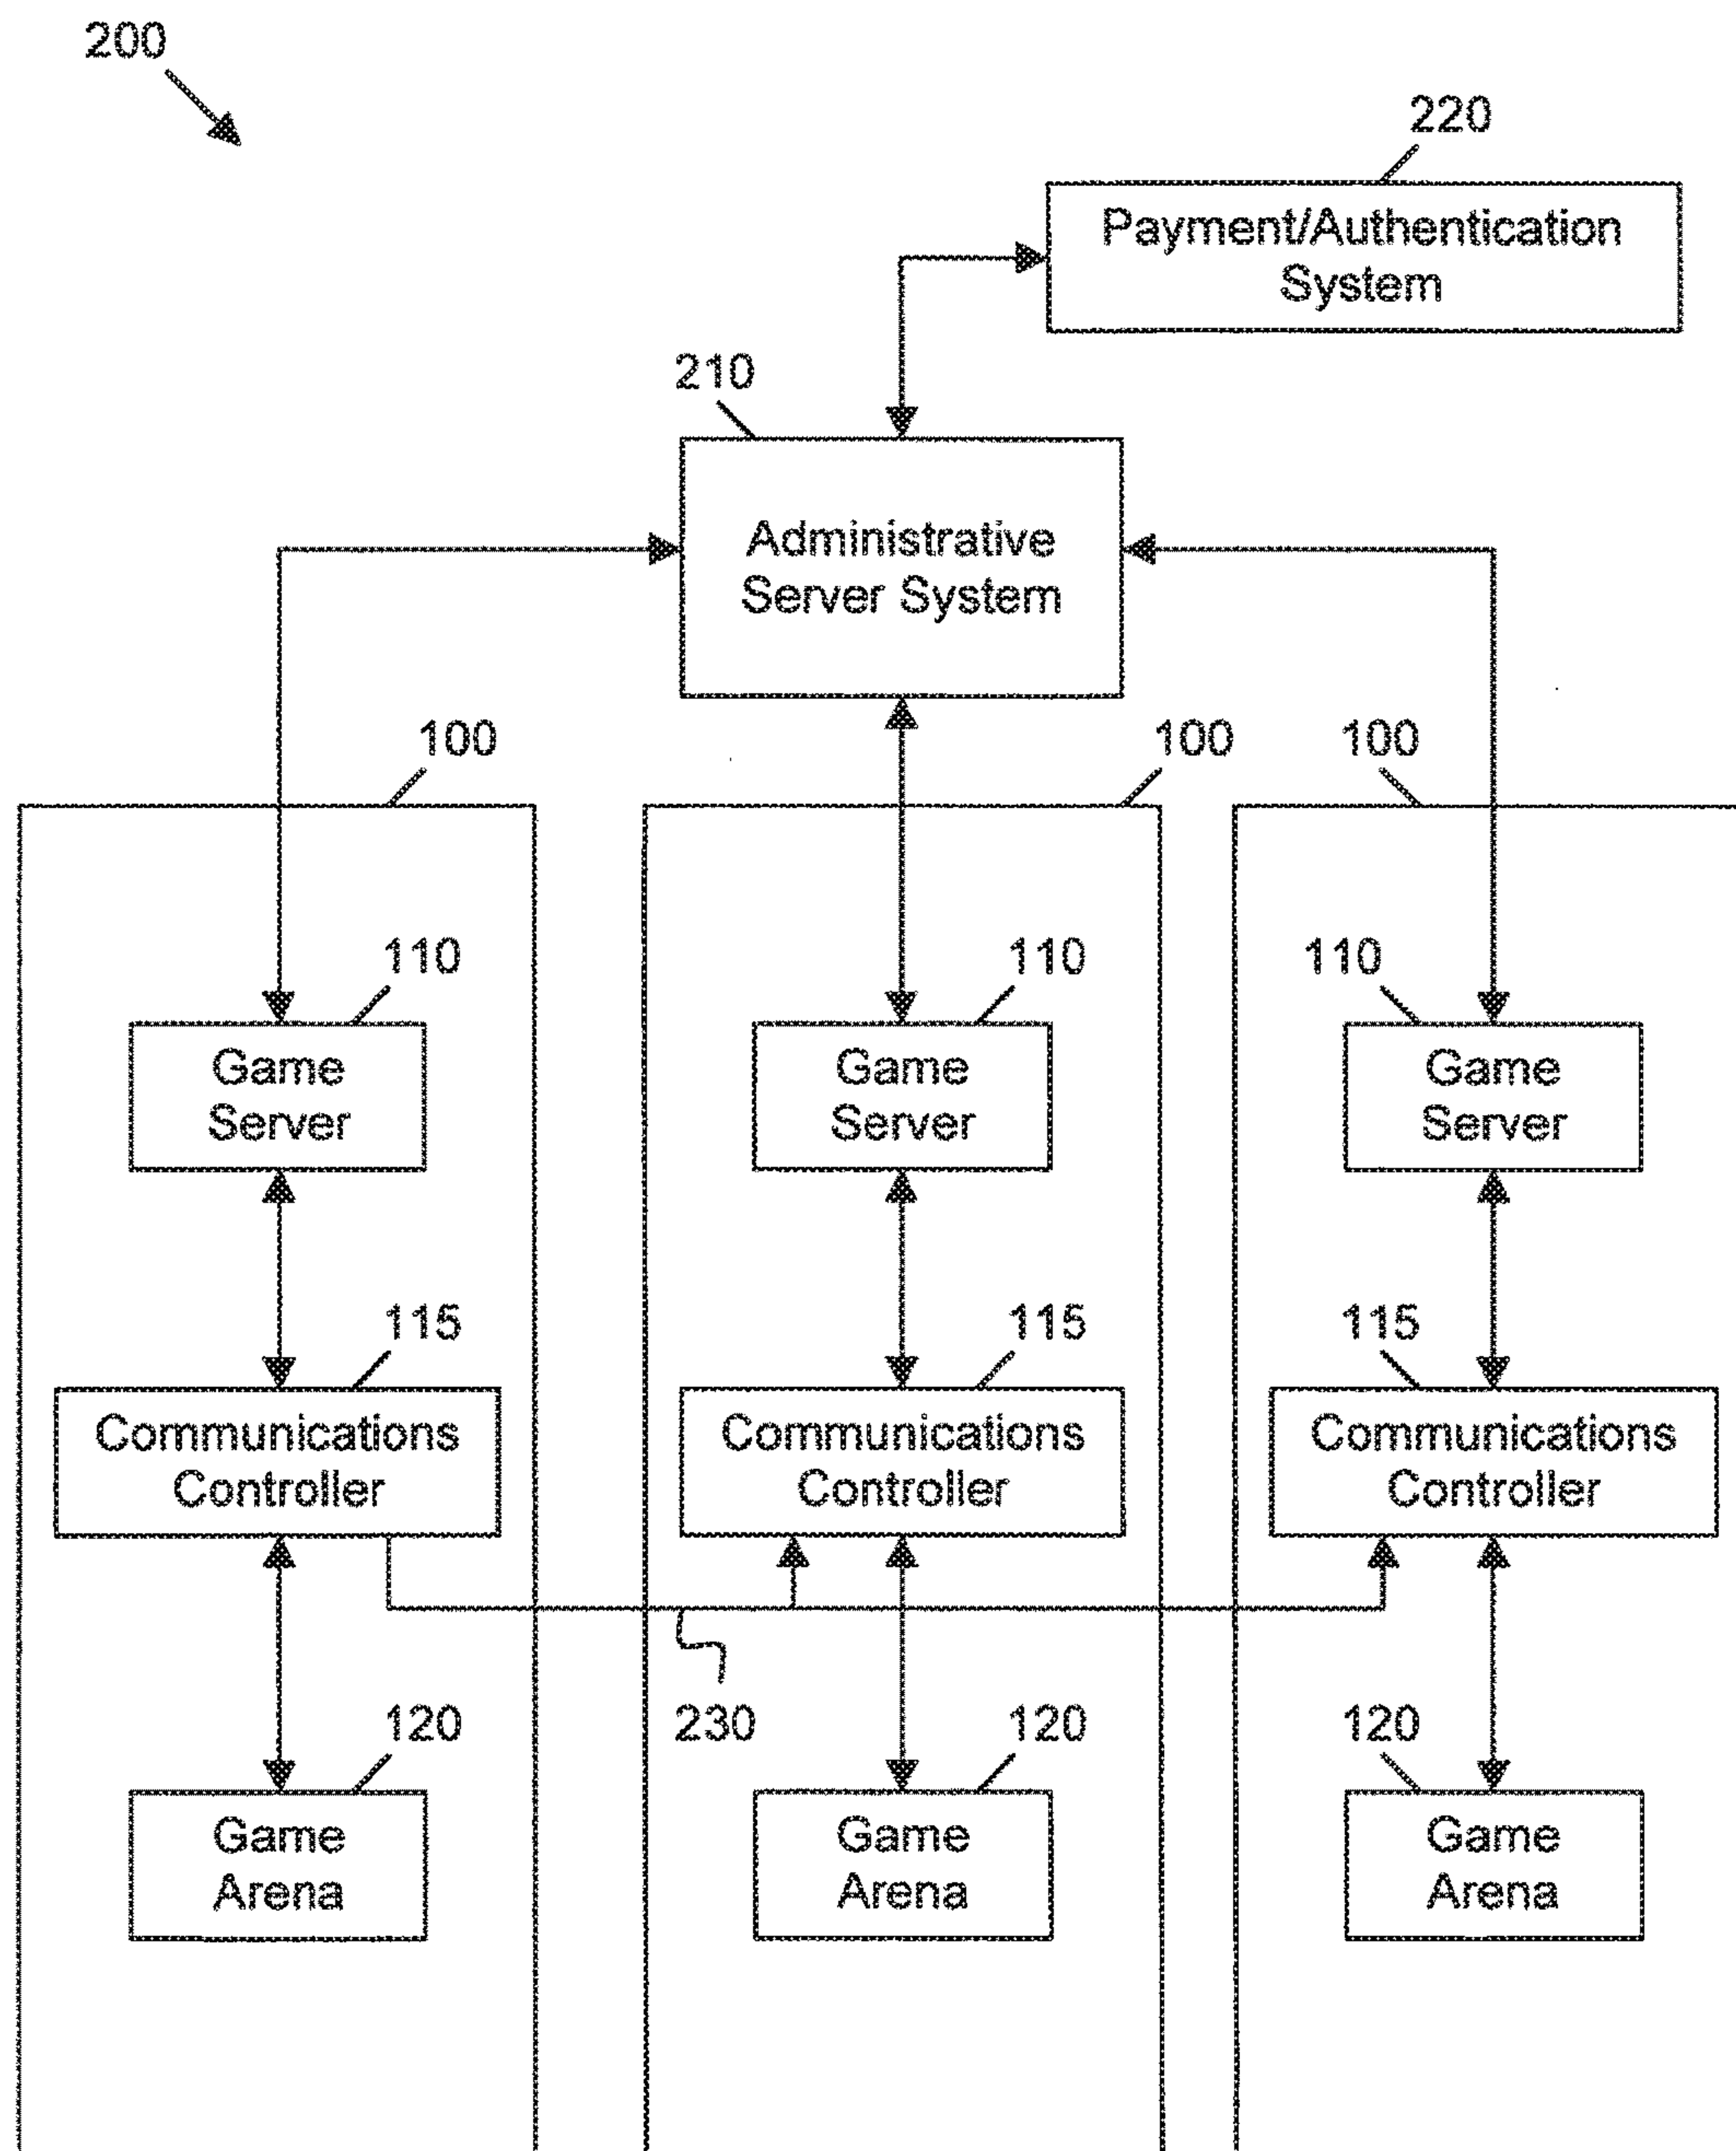 200
220
Payment/Authentication
System
210
Administrative
Server System
100
100
100
110
110
110
Game
Server
Game
Server
Game
Server
115
115
115
Communications
Controller
Communications
Controller
Communications
Controller
230
120
120
120
Game
Arena
Game
Arena
Game
Arena